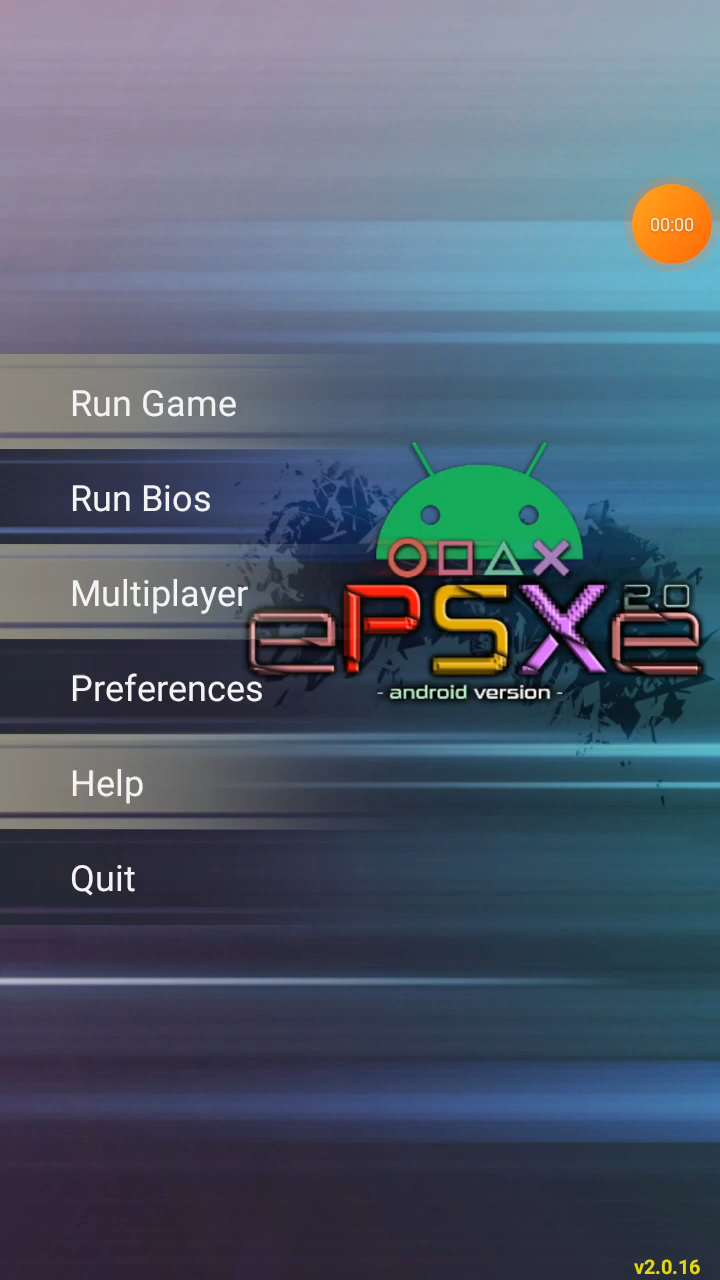 00:00
Run Game
Run Bios
Multiplayer
Preferences
Help
Quit
ePSXe 2.0
- android version -
v2.0.16